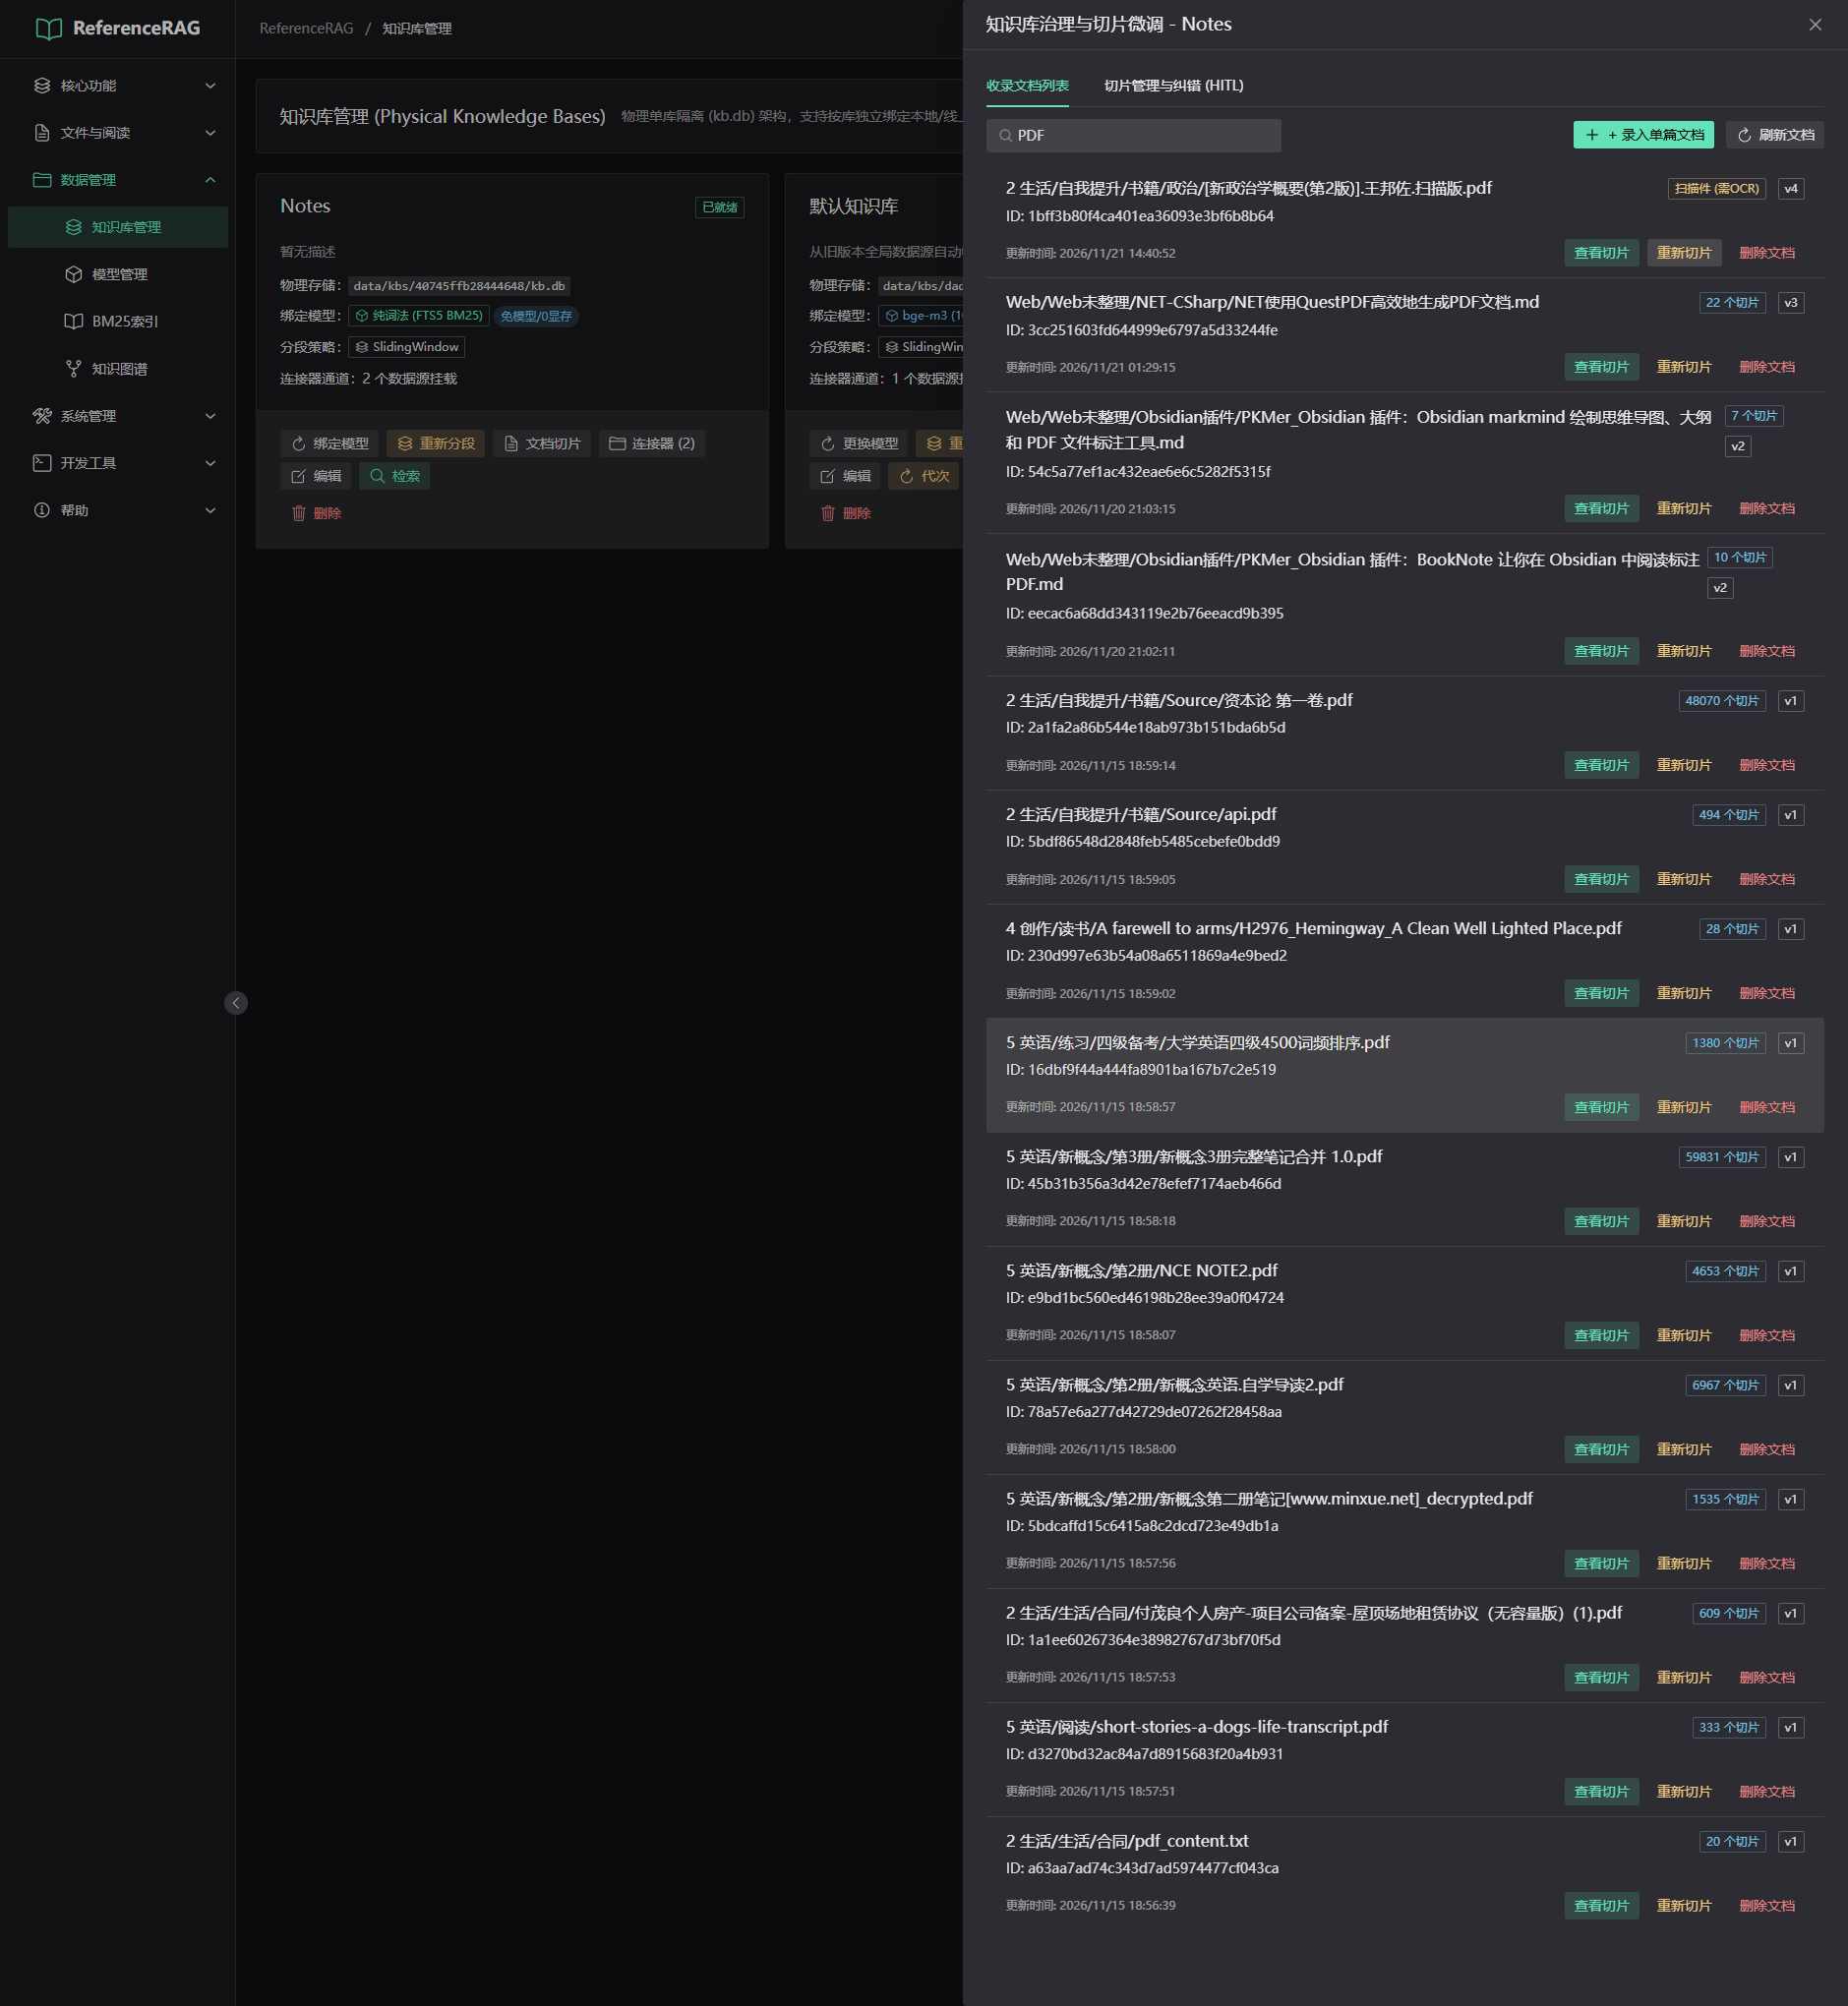 ReferenceRAG
核心功能
文件与阅读
数据管理
知识库管理
模型管理
BM25索引
知识图谱
系统管理
开发工具
帮助
ReferenceRAG / 知识库管理
知识库管理 (Physical Knowledge Bases) 物理单库隔离 (kb.db) 架构，支持按库独立绑定本地/线
Notes
已就绪
暂无描述
物理存储： data/kbs/40745ffb28444648/kb.db
绑定模型： 纯词法 (FTS5 BM25) 免模型/0显存
分段策略： SlidingWindow
连接器通道：2 个数据源挂载
绑定模型 重新分段 文档切片 连接器 (2)
编辑 检索
删除
默认知识库
从旧版本全局数据源自动
物理存储： data/kbs/dad
绑定模型： bge-m3 (10
分段策略： SlidingWin
连接器通道：1 个数据源
更换模型 重
编辑 代次
删除
知识库治理与切片微调 - Notes
收录文档列表 切片管理与纠错 (HITL)
PDF
+ 录入单篇文档 刷新文档
2 生活/自我提升/书籍/政治/[新政治学概要(第2版)].王邦佐.扫描版.pdf 扫描件 (需OCR) v4
ID: 1bff3b80f4ca401ea36093e3bf6b8b64
更新时间: 2026/11/21 14:40:52 查看切片 重新切片 删除文档
Web/Web未整理/NET-CSharp/NET使用QuestPDF高效地生成PDF文档.md 22 个切片 v3
ID: 3cc251603fd644999e6797a5d33244fe
更新时间: 2026/11/21 01:29:15 查看切片 重新切片 删除文档
Web/Web未整理/Obsidian插件/PKMer_Obsidian 插件：Obsidian markmind 绘制思维导图、大纲 7 个切片
和 PDF 文件标注工具.md v2
ID: 54c5a77ef1ac432eae6e6c5282f5315f
更新时间: 2026/11/20 21:03:15 查看切片 重新切片 删除文档
Web/Web未整理/Obsidian插件/PKMer_Obsidian 插件：BookNote 让你在 Obsidian 中阅读标注 10 个切片
PDF.md v2
ID: eecac6a68dd343119e2b76eeacd9b395
更新时间: 2026/11/20 21:02:11 查看切片 重新切片 删除文档
2 生活/自我提升/书籍/Source/资本论 第一卷.pdf 48070 个切片 v1
ID: 2a1fa2a86b544e18ab973b151bda6b5d
更新时间: 2026/11/15 18:59:14 查看切片 重新切片 删除文档
2 生活/自我提升/书籍/Source/api.pdf 494 个切片 v1
ID: 5bdf86548d2848feb5485cebefe0bdd9
更新时间: 2026/11/15 18:59:05 查看切片 重新切片 删除文档
4 创作/读书/A farewell to arms/H2976_Hemingway_A Clean Well Lighted Place.pdf 28 个切片 v1
ID: 230d997e63b54a08a6511869a4e9bed2
更新时间: 2026/11/15 18:59:02 查看切片 重新切片 删除文档
5 英语/练习/四级备考/大学英语四级4500词频排序.pdf 1380 个切片 v1
ID: 16dbf9f44a444fa8901ba167b7c2e519
更新时间: 2026/11/15 18:58:57 查看切片 重新切片 删除文档
5 英语/新概念/第3册/新概念3册完整笔记合并 1.0.pdf 59831 个切片 v1
ID: 45b31b356a3d42e78efef7174aeb466d
更新时间: 2026/11/15 18:58:18 查看切片 重新切片 删除文档
5 英语/新概念/第2册/NCE NOTE2.pdf 4653 个切片 v1
ID: e9bd1bc560ed46198b28ee39a0f04724
更新时间: 2026/11/15 18:58:07 查看切片 重新切片 删除文档
5 英语/新概念/第2册/新概念英语.自学导读2.pdf 6967 个切片 v1
ID: 78a57e6a277d42729de07262f28458aa
更新时间: 2026/11/15 18:58:00 查看切片 重新切片 删除文档
5 英语/新概念/第2册/新概念第二册笔记[www.minxue.net]_decrypted.pdf 1535 个切片 v1
ID: 5bdcaffd15c6415a8c2dcd723e49db1a
更新时间: 2026/11/15 18:57:56 查看切片 重新切片 删除文档
2 生活/生活/合同/付茂良个人房产-项目公司备案-屋顶场地租赁协议（无容量版）(1).pdf 609 个切片 v1
ID: 1a1ee60267364e38982767d73bf70f5d
更新时间: 2026/11/15 18:57:53 查看切片 重新切片 删除文档
5 英语/阅读/short-stories-a-dogs-life-transcript.pdf 333 个切片 v1
ID: d3270bd32ac84a7d8915683f20a4b931
更新时间: 2026/11/15 18:57:51 查看切片 重新切片 删除文档
2 生活/生活/合同/pdf_content.txt 20 个切片 v1
ID: a63aa7ad74c343d7ad5974477cf043ca
更新时间: 2026/11/15 18:56:39 查看切片 重新切片 删除文档